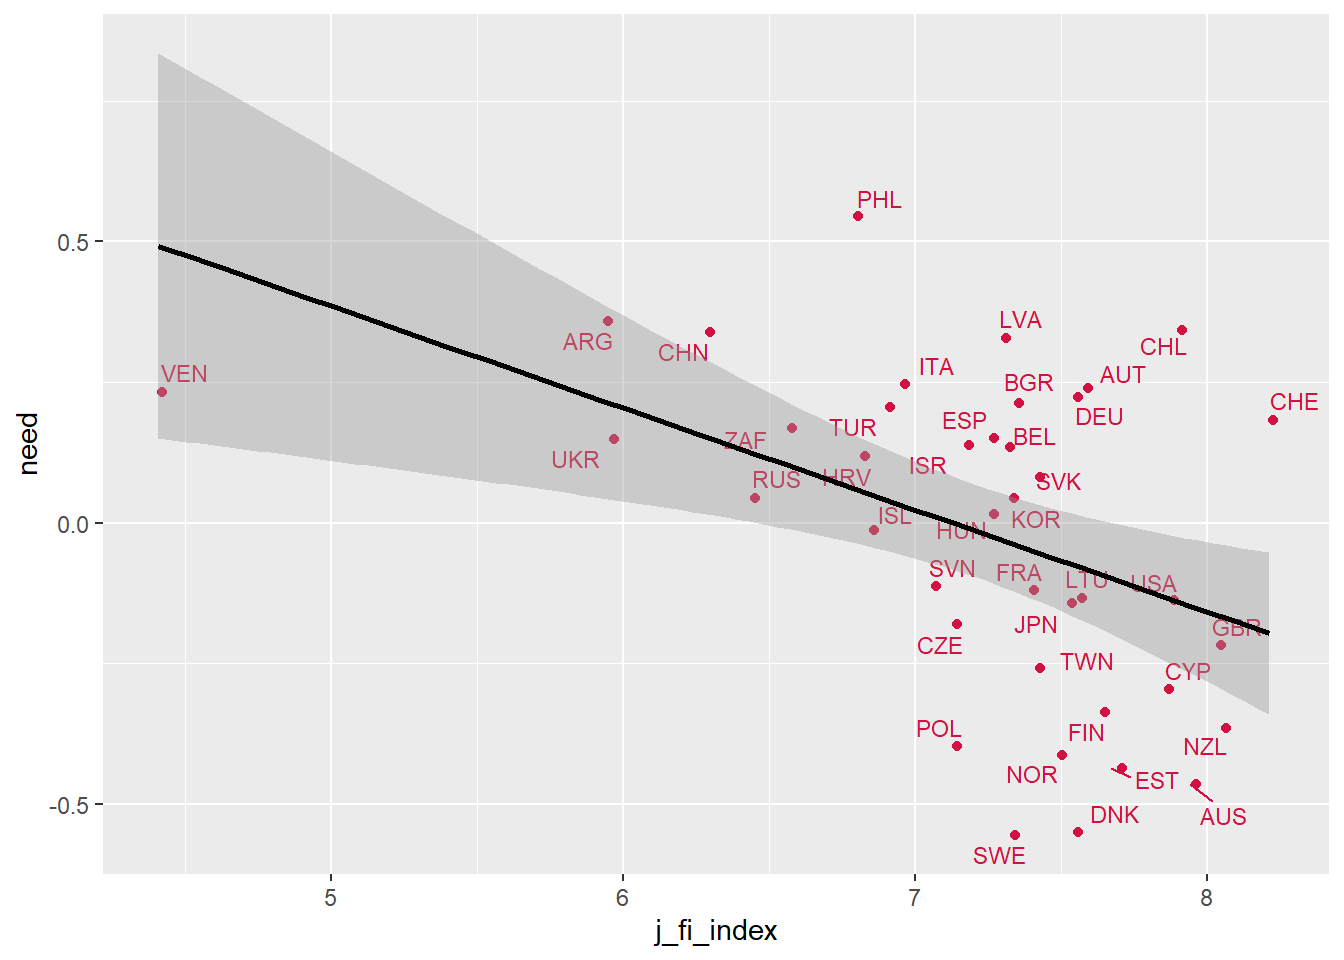 PHL
0.5
LVA
ARG
CHN
CHL
ITA
VEN
BGR
AUT
CHE
DEU
ESP
TUR
ZAF
BEL
UKR
ISR
RUS
HRV
SVK
need
ISL
KOR
0.0
HUN
SVN
FRA
LTU
USA
JPN
GBR
CZE
TWN
CYP
POL
FIN
NZL
NOR
EST
-0.5
DNK
AUS
SWE
5
6
7
8
j_fi_index